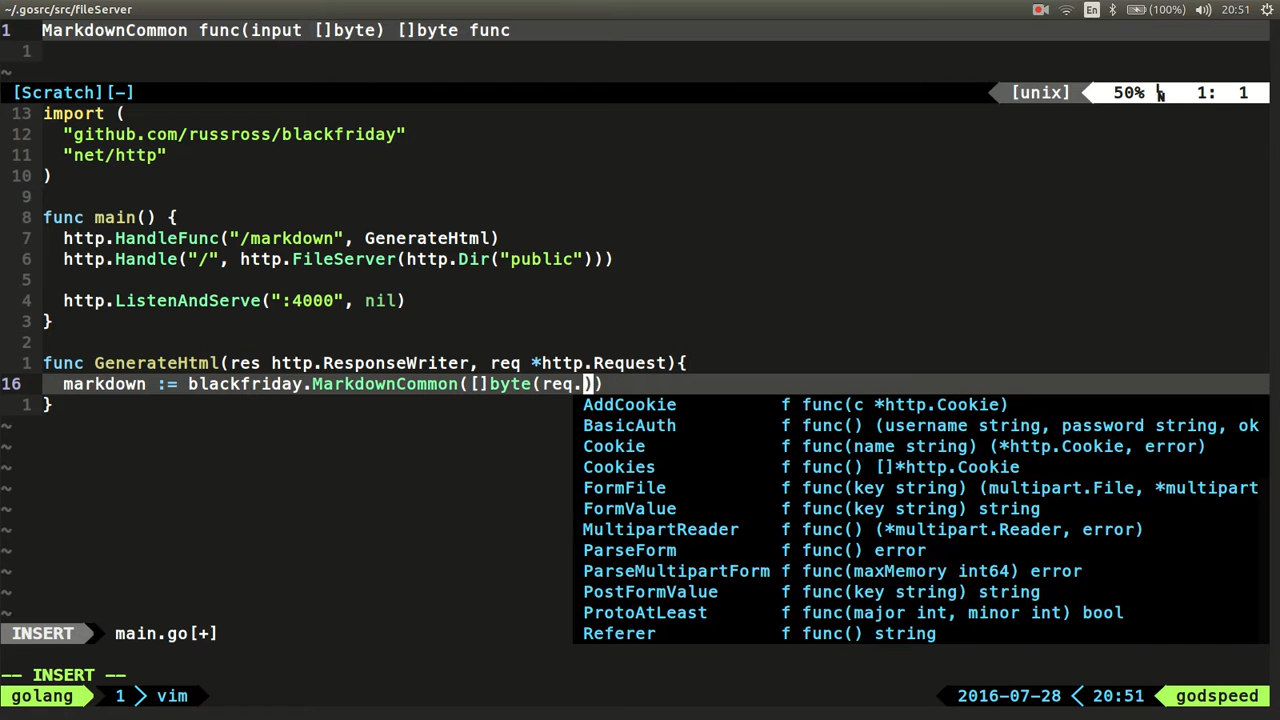 ~/.gosrc/src/fileServer En (100%) 20:51
1 MarkdownCommon func(input []byte) []byte func
1
~
[Scratch][-] [unix] 50% 1: 1
13 import (
12 "github.com/russross/blackfriday"
11 "net/http"
10 )
9
8 func main() {
7 http.HandleFunc("/markdown", GenerateHtml)
6 http.Handle("/", http.FileServer(http.Dir("public")))
5
4 http.ListenAndServe(":4000", nil)
3 }
2
1 func GenerateHtml(res http.ResponseWriter, req *http.Request){
16 markdown := blackfriday.MarkdownCommon([]byte(req.))
1 }
~ AddCookie f func(c *http.Cookie)
~ BasicAuth f func() (username string, password string, ok
~ Cookie f func(name string) (*http.Cookie, error)
~ Cookies f func() []*http.Cookie
~ FormFile f func(key string) (multipart.File, *multipart
~ FormValue f func(key string) string
~ MultipartReader f func() (*multipart.Reader, error)
~ ParseForm f func() error
~ ParseMultipartForm f func(maxMemory int64) error
~ PostFormValue f func(key string) string
ProtoAtLeast f func(major int, minor int) bool
INSERT main.go[+] Referer f func() string
-- INSERT --
golang 1 vim 2016-07-28 20:51 godspeed